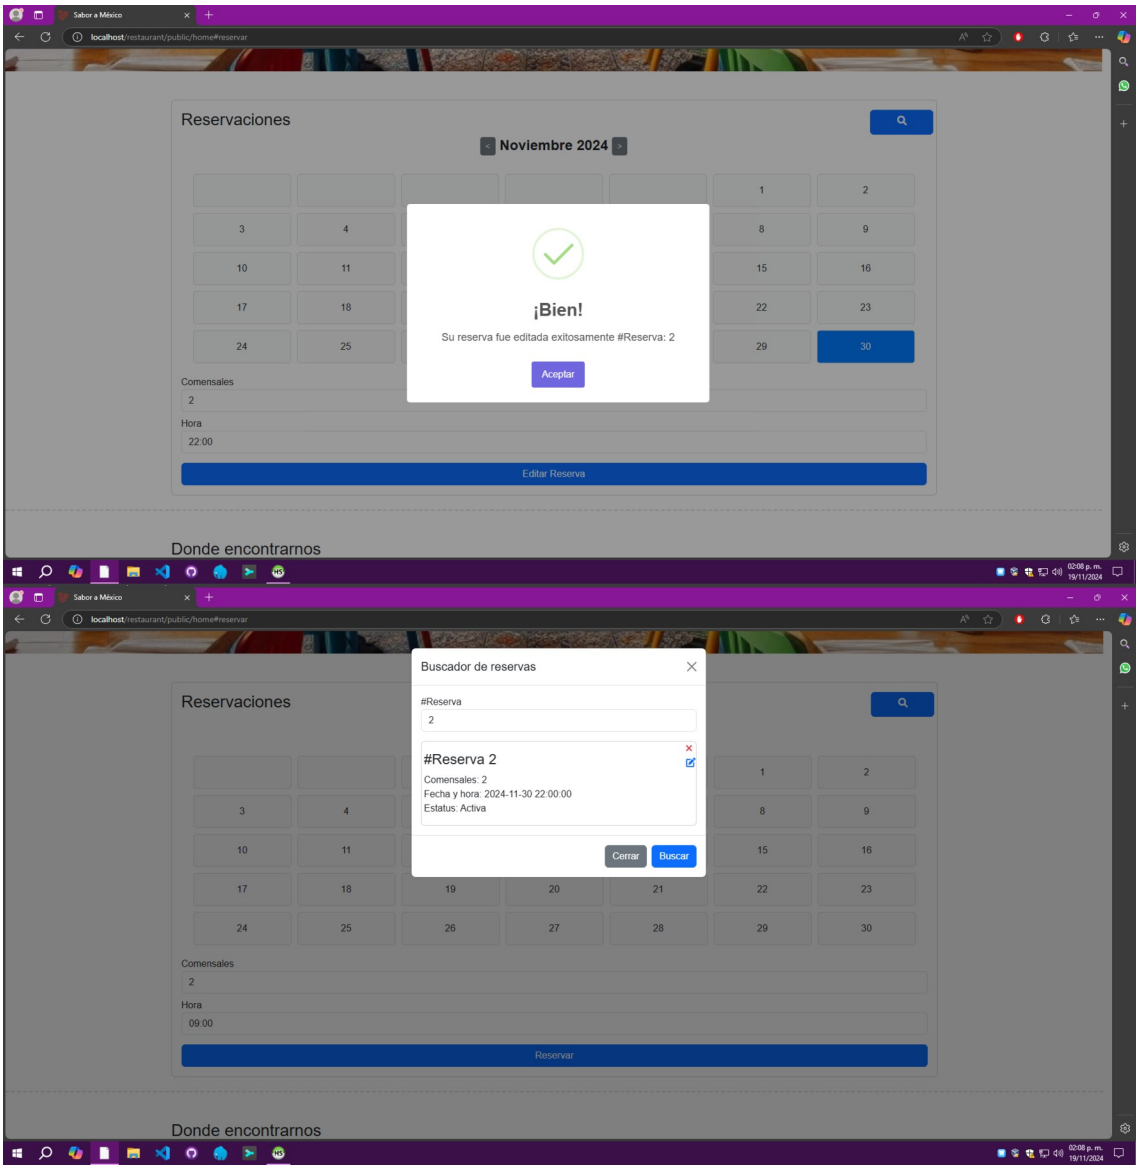 Sabor a México
localhost/restaurant/public/home#reservar
Reservaciones
< Noviembre 2024 >
1 2
3 4 8 9
10 11 15 16
17 18 22 23
24 25 29 30
¡Bien!
Su reserva fue editada exitosamente #Reserva: 2
Aceptar
Comensales
2
Hora
22:00
Editar Reserva
Donde encontrarnos
02:08 p. m.
19/11/2024
Sabor a México
localhost/restaurant/public/home#reservar
Buscador de reservas
Reservaciones
#Reserva
2
#Reserva 2
Comensales: 2
Fecha y hora: 2024-11-30 22:00:00
Estatus: Activa
Cerrar Buscar
1 2
3 4 8 9
10 11 15 16
17 18 19 20 21 22 23
24 25 26 27 28 29 30
Comensales
2
Hora
09:00
Reservar
Donde encontrarnos
02:08 p. m.
19/11/2024